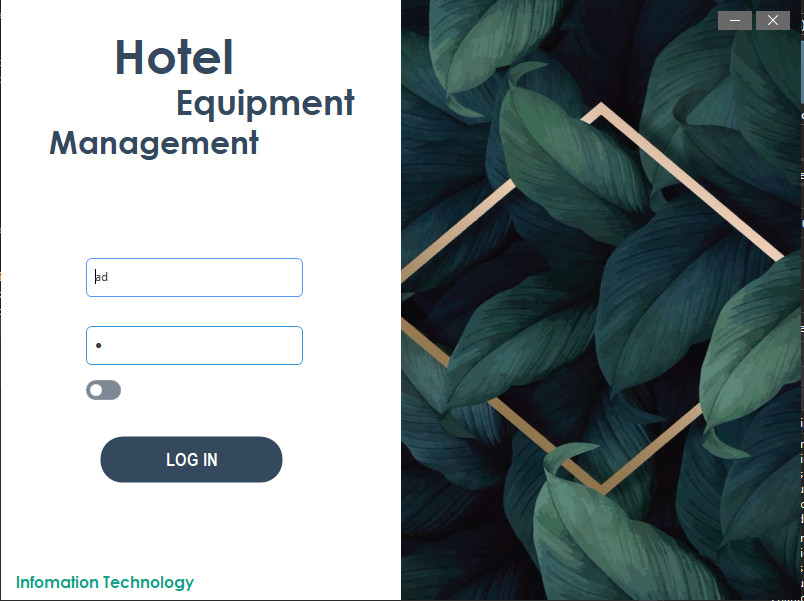 Hotel
Equipment
Management
ad
●
LOG IN
Infomation Technology